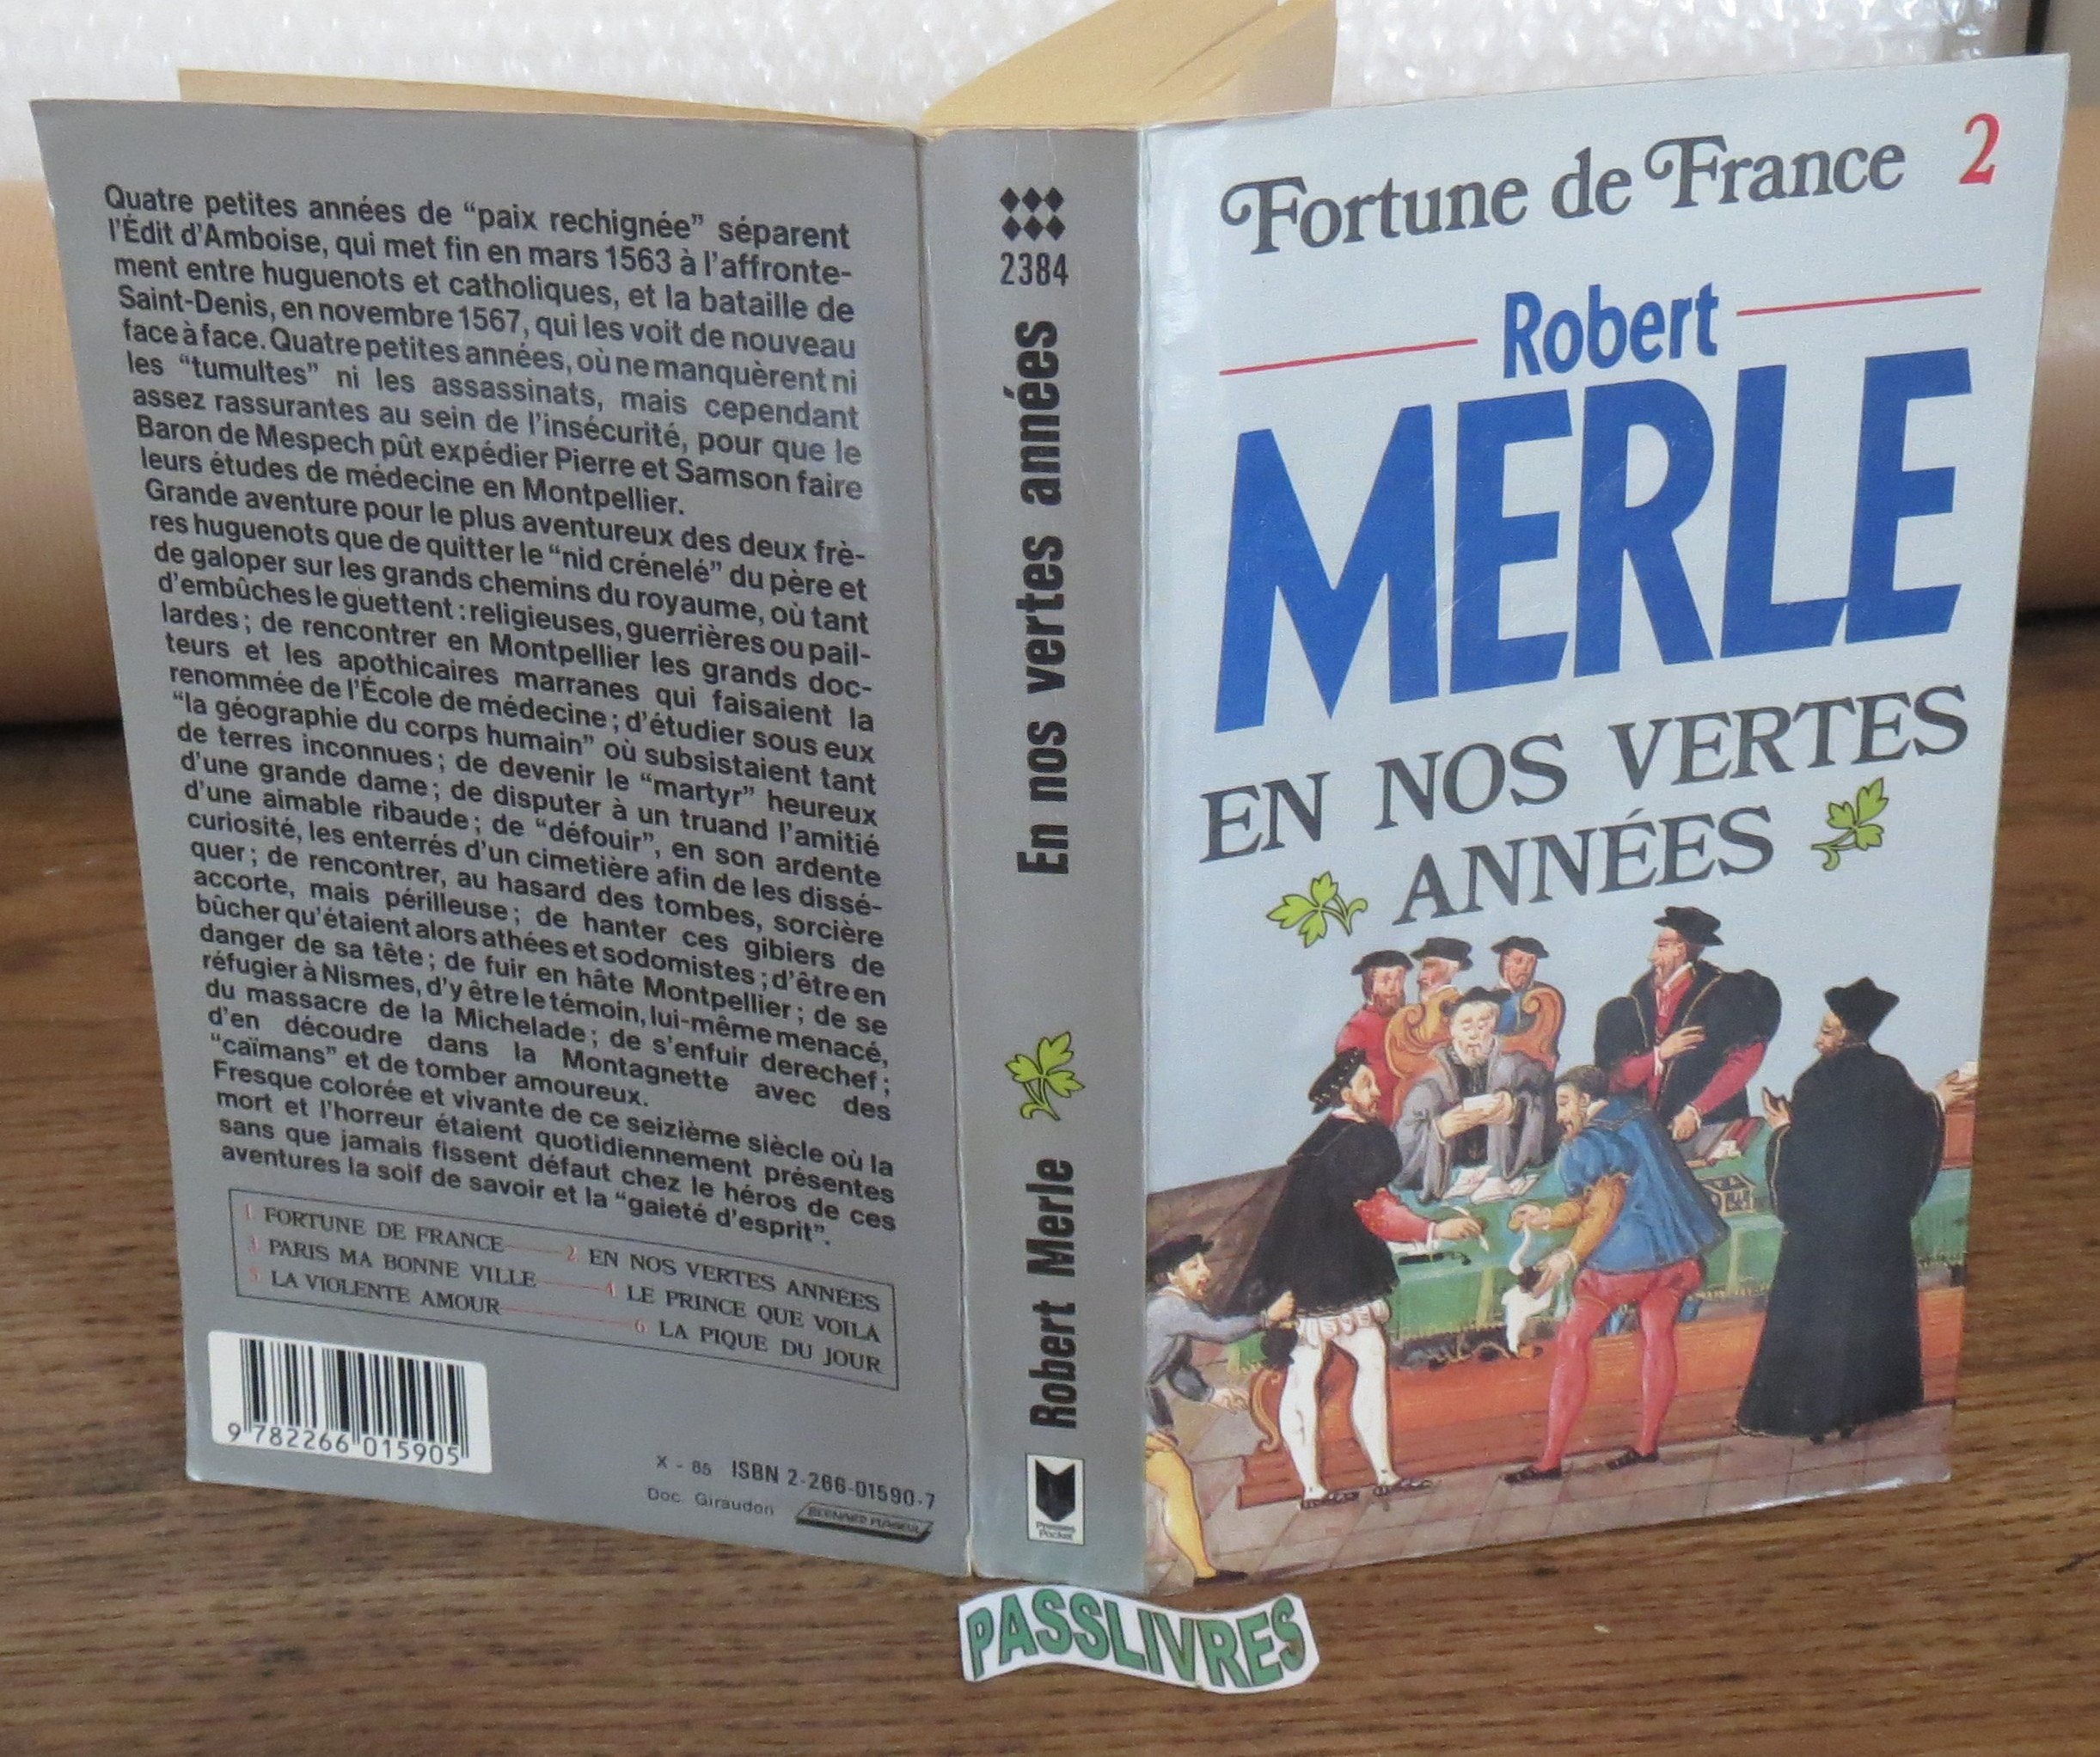 Quatre petites années de “paix rechignée” séparent
l’Édit d’Amboise, qui met fin en mars 1563 à l’affronte-
ment entre huguenots et catholiques, et la bataille de
Saint-Denis, en novembre 1567, qui les voit de nouveau
face à face. Quatre petites années, où ne manquèrent ni
les “tumultes” ni les assassinats, mais cependant
assez rassurantes au sein de l’insécurité, pour que le
Baron de Mespech pût expédier Pierre et Samson faire
leurs études de médecine en Montpellier.
Grande aventure pour le plus aventureux des deux frè-
res huguenots que de quitter le “nid crénelé” du père et
de galoper sur les grands chemins du royaume, où tant
d’embûches le guettent : religieuses, guerrières ou pail-
lardes ; de rencontrer en Montpellier les grands doc-
teurs et les apothicaires marranes qui faisaient la
renommée de l’École de médecine ; d’étudier sous eux
“la géographie du corps humain” où subsistaient tant
de terres inconnues ; de devenir le “martyr” heureux
d’une grande dame ; de disputer à un truand l’amitié
d’une aimable ribaude ; de “défouir”, en son ardente
curiosité, les enterrés d’un cimetière afin de les dissé-
quer ; de rencontrer, au hasard des tombes, sorcière
accorte, mais périlleuse ; de hanter ces gibiers de
bûcher qu’étaient alors athées et sodomistes ; d’être en
danger de sa tête ; de fuir en hâte Montpellier ; de se
réfugier à Nismes, d’y être le témoin, lui-même menacé,
du massacre de la Michelade ; de s’enfuir derechef ;
d’en découdre dans la Montagnette avec des
“caïmans” et de tomber amoureux.
Fresque colorée et vivante de ce seizième siècle où la
mort et l’horreur étaient quotidiennement présentes
sans que jamais fissent défaut chez le héros de ces
aventures la soif de savoir et la “gaieté d’esprit”.
1 FORTUNE DE FRANCE 2 EN NOS VERTES ANNÉES
3 PARIS MA BONNE VILLE 4 LE PRINCE QUE VOILÀ
5 LA VIOLENTE AMOUR 6 LA PIQUE DU JOUR
9 782266 015905
X - 85 ISBN 2-266-01590-7
Doc. Giraudon
2384
En nos vertes années
Robert Merle
Presses
Pocket
Fortune de France 2
Robert
MERLE
EN NOS VERTES
ANNÉES
PASSLIVRES